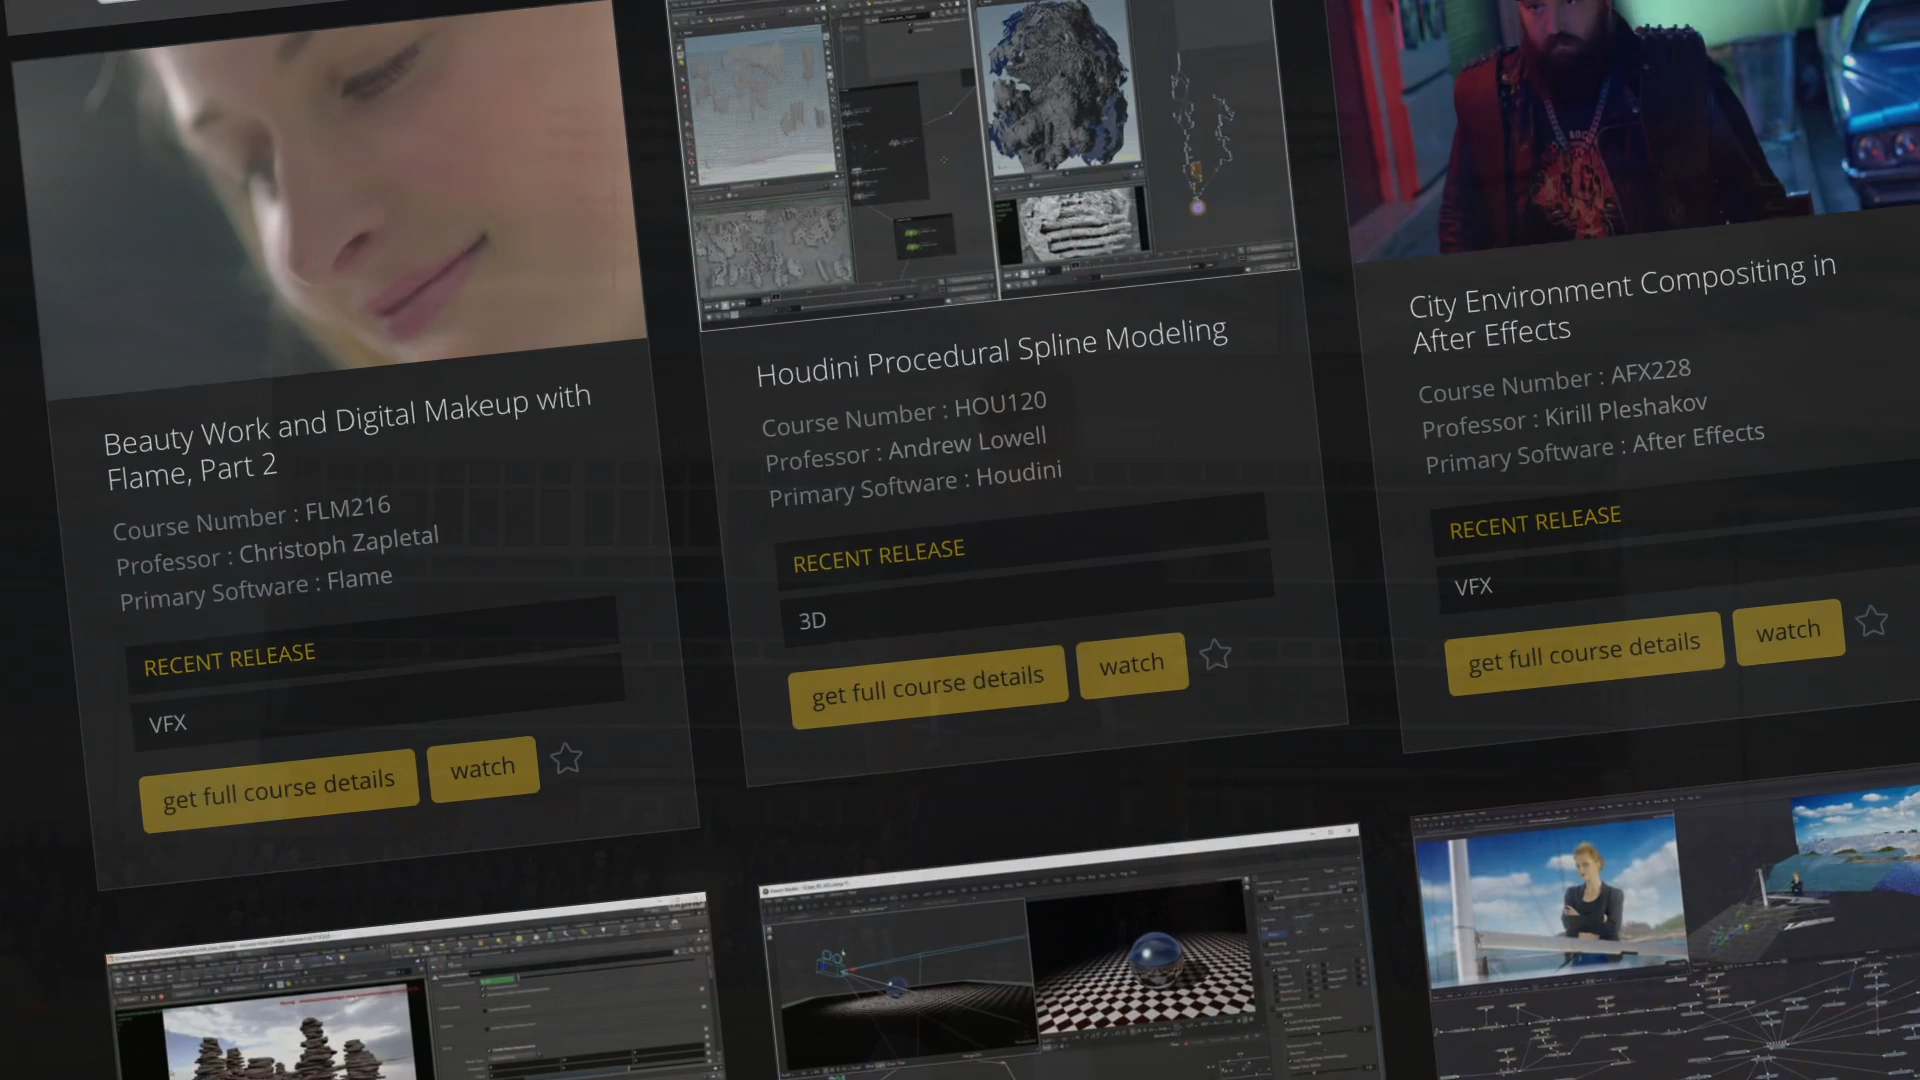 Beauty Work and Digital Makeup with
Flame, Part 2
Course Number : FLM216
Professor : Christoph Zapletal
Primary Software : Flame
RECENT RELEASE
VFX
get full course details
watch
Houdini Procedural Spline Modeling
Course Number : HOU120
Professor : Andrew Lowell
Primary Software : Houdini
RECENT RELEASE
3D
get full course details
watch
City Environment Compositing in
After Effects
Course Number : AFX228
Professor : Kirill Pleshakov
Primary Software : After Effects
RECENT RELEASE
VFX
get full course details
watch